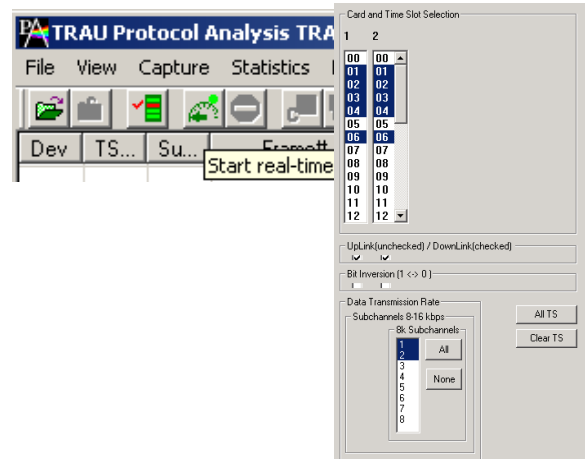 PA TRAU Protocol Analysis TRA
File View Capture Statistics
Dev TS... Su... Framett
Start real-time
Card and Time Slot Selection
1 2
00 00
01 01
02 02
03 03
04 04
05 05
06 06
07 07
08 08
09 09
10 10
11 11
12 12
UpLink(unchecked) / DownLink(checked)
Bit Inversion (1 <-> 0 )
Data Transmission Rate
Subchannels 8-16 kbps
8k Subchannels
1
2
3
4
5
6
7
8
All
None
All TS
Clear TS